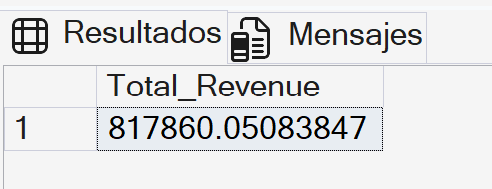 Resultados Mensajes
Total_Revenue
1 817860.05083847